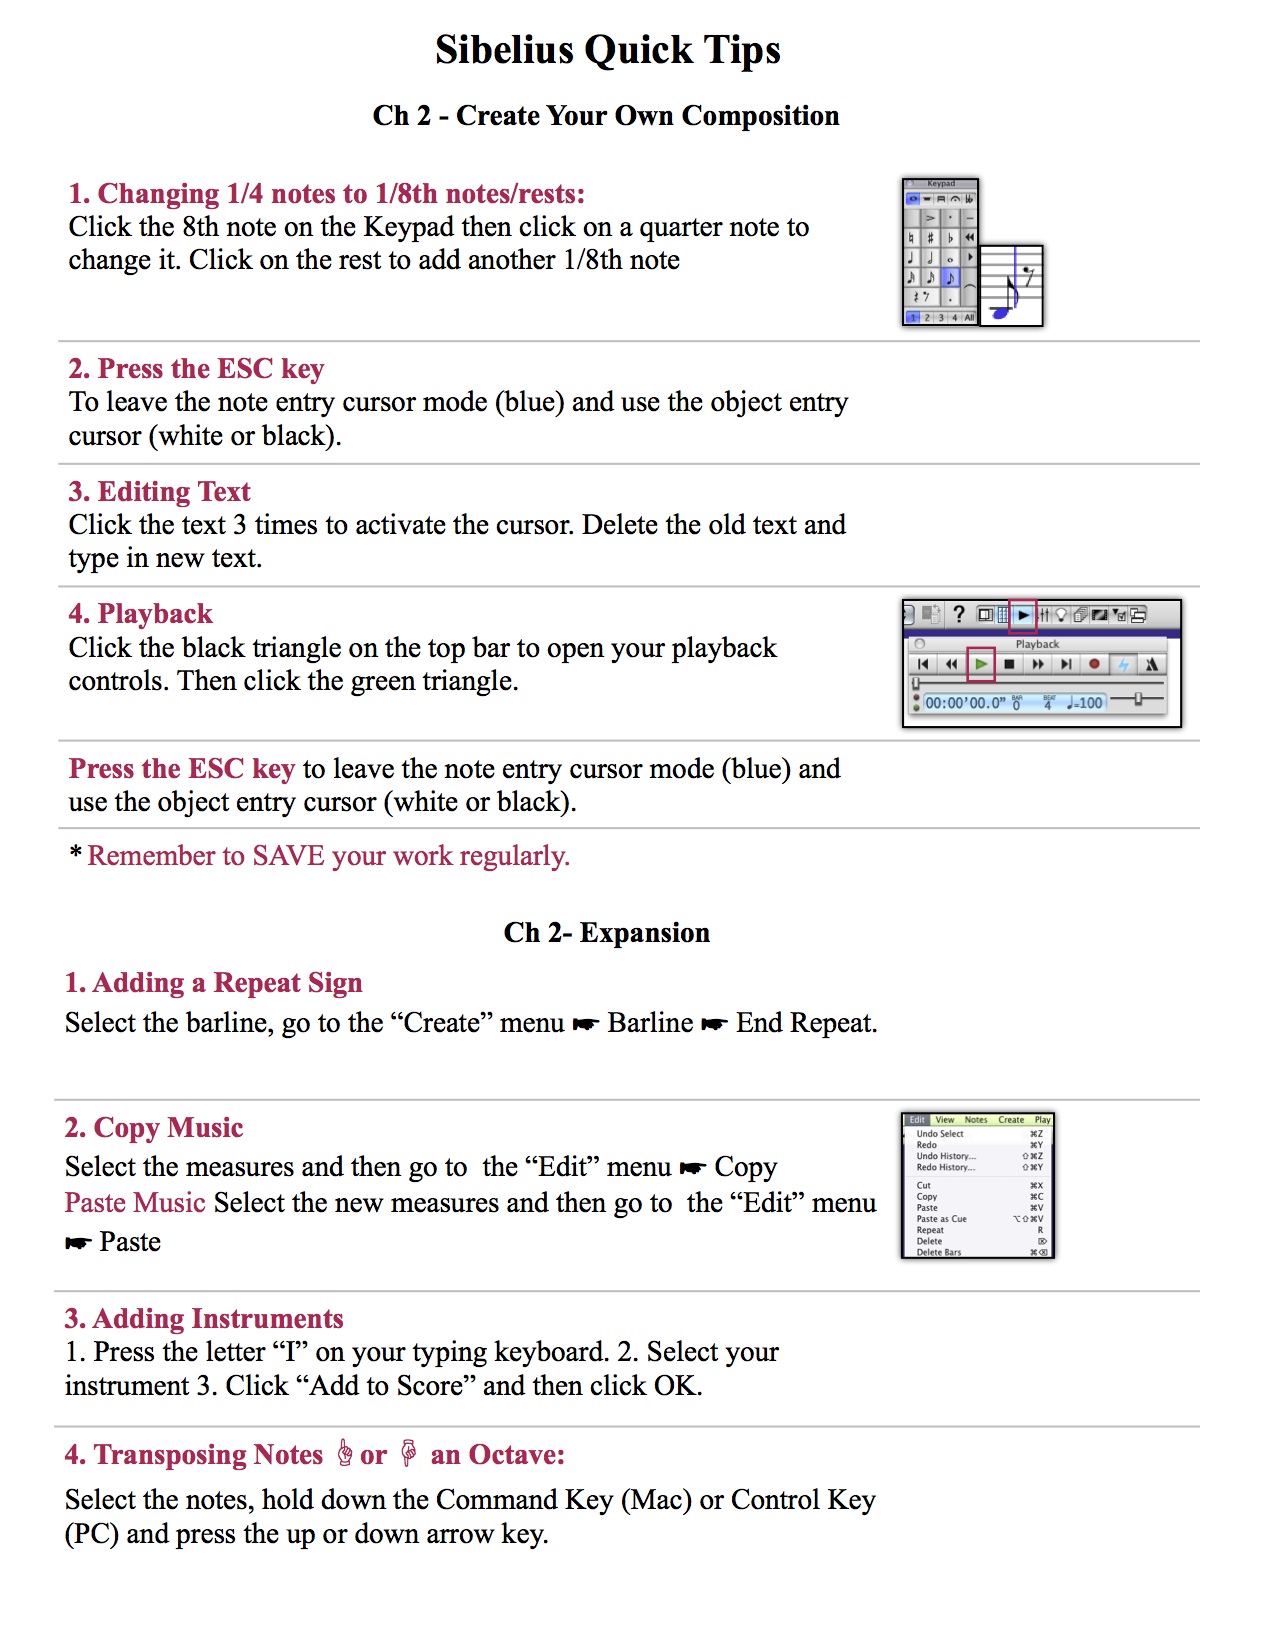 Sibelius Quick Tips
Ch 2 - Create Your Own Composition
1. Changing 1/4 notes to 1/8th notes/rests:
Click the 8th note on the Keypad then click on a quarter note to
change it. Click on the rest to add another 1/8th note
Keypad
1 2 3 4 All
2. Press the ESC key
To leave the note entry cursor mode (blue) and use the object entry
cursor (white or black).
3. Editing Text
Click the text 3 times to activate the cursor. Delete the old text and
type in new text.
4. Playback
Click the black triangle on the top bar to open your playback
controls. Then click the green triangle.
?
Playback
00:00'00.0" BAR 0 BEAT 4 ♩=100
Press the ESC key to leave the note entry cursor mode (blue) and
use the object entry cursor (white or black).
* Remember to SAVE your work regularly.
Ch 2- Expansion
1. Adding a Repeat Sign
Select the barline, go to the “Create” menu ☛ Barline ☛ End Repeat.
2. Copy Music
Select the measures and then go to the “Edit” menu ☛ Copy
Paste Music Select the new measures and then go to the “Edit” menu
☛ Paste
Edit View Notes Create Play
Undo Select ⌘Z
Redo ⌘Y
Undo History... ⇧⌘Z
Redo History... ⇧⌘Y
Cut ⌘X
Copy ⌘C
Paste ⌘V
Paste as Cue ⌥⇧⌘V
Repeat R
Delete ⌦
Delete Bars ⌘⌫
3. Adding Instruments
1. Press the letter “I” on your typing keyboard. 2. Select your
instrument 3. Click “Add to Score” and then click OK.
4. Transposing Notes ☝ or ☟ an Octave:
Select the notes, hold down the Command Key (Mac) or Control Key
(PC) and press the up or down arrow key.